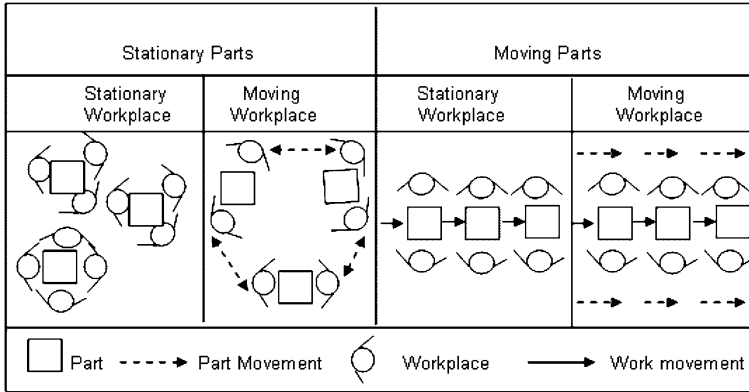 Stationary Parts
Moving Parts
Stationary
Workplace
Moving
Workplace
Stationary
Workplace
Moving
Workplace
Part
Part Movement
Workplace
Work movement